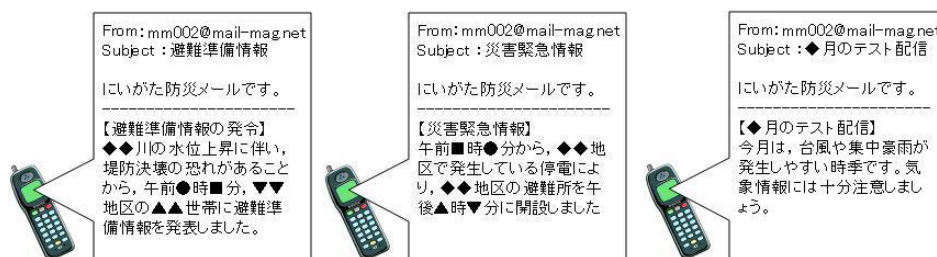 From:mm002@mail-mag.net
Subject:避難準備情報
にいがた防災メールです。
【避難準備情報の発令】
◆◆川の水位上昇に伴い,
堤防決壊の恐れがあること
から,午前●時■分,▼▼
地区の▲▲世帯に避難準
備情報を発表しました。
From:mm002@mail-mag.net
Subject:災害緊急情報
にいがた防災メールです。
【災害緊急情報】
午前■時●分から,◆◆地
区で発生している停電によ
り,◆◆地区の避難所を午
後▲時▼分に開設しました
From:mm002@mail-mag.net
Subject:◆月のテスト配信
にいがた防災メールです。
【◆月のテスト配信】
今月は,台風や集中豪雨が
発生しやすい時季です。気
象情報には十分注意しまし
ょう。